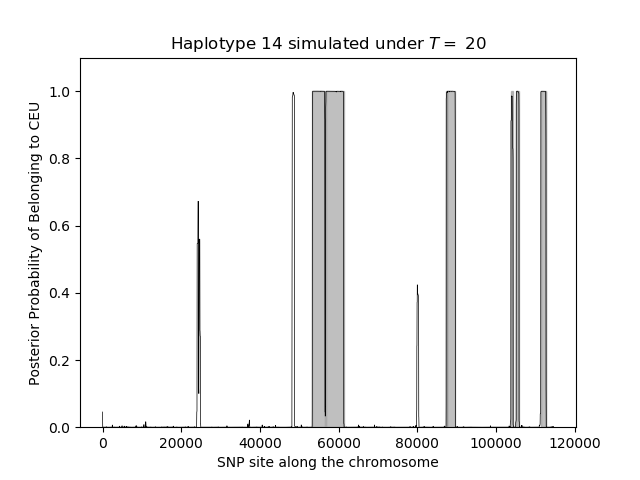 Haplotype 14 simulated under T = 20
Posterior Probability of Belonging to CEU
1.0
0.8
0.6
0.4
0.2
0.0
0 20000 40000 60000 80000 100000 120000
SNP site along the chromosome